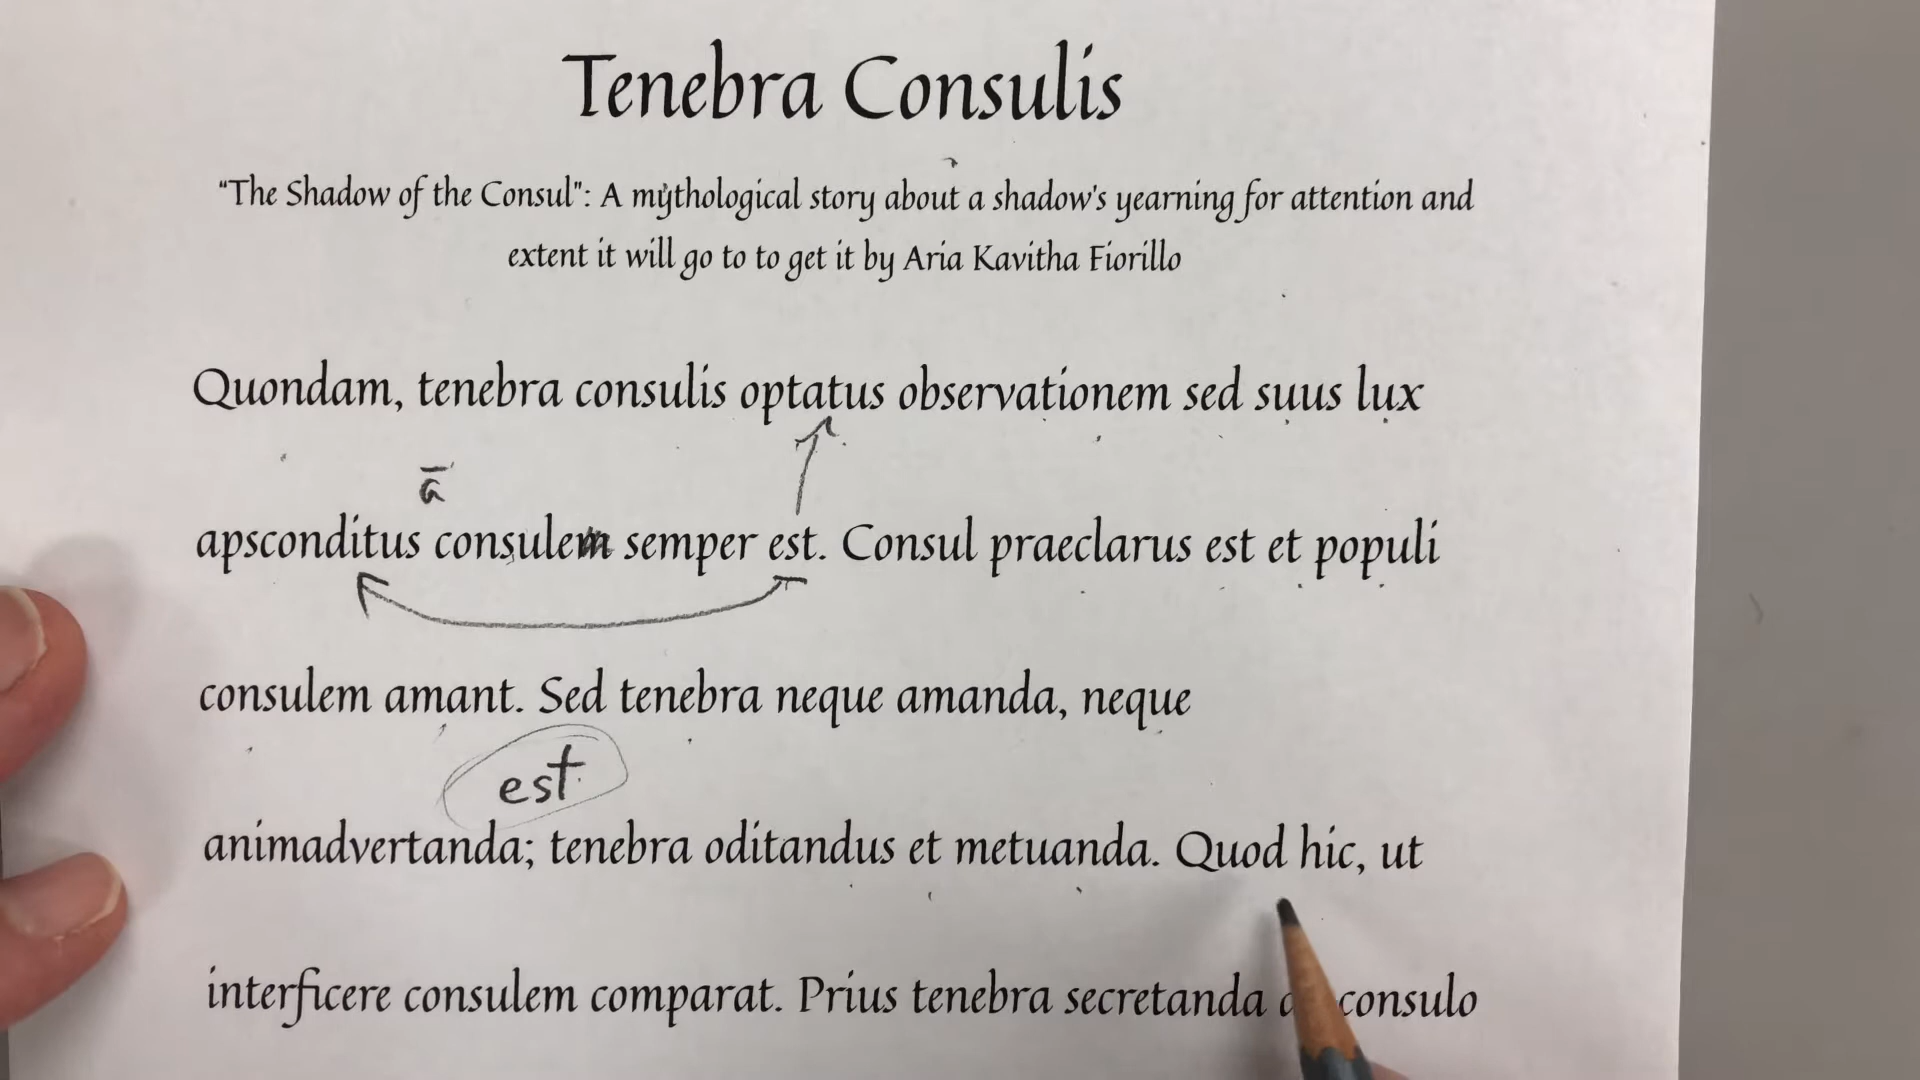 Tenebra Consulis
"The Shadow of the Consul": A mythological story about a shadow's yearning for attention and
extent it will go to to get it by Aria Kavitha Fiorillo
Quondam, tenebra consulis optatus observationem sed suus lux
ā
apsconditus consulem semper est. Consul praeclarus est et populi
consulem amant. Sed tenebra neque amanda, neque
est
animadvertanda; tenebra oditandus et metuanda. Quod hic, ut
interficere consulem comparat. Prius tenebra secretanda consulo